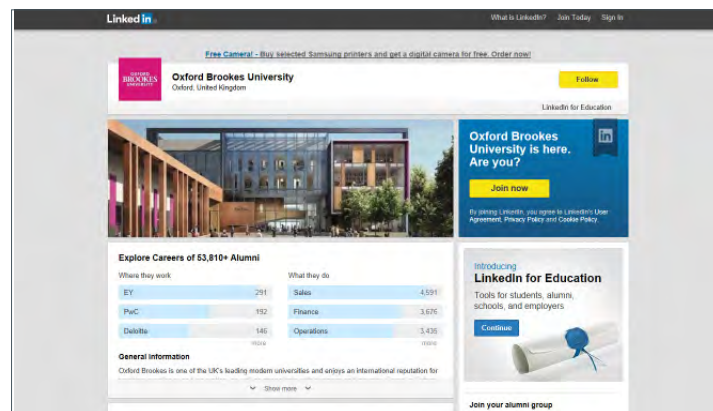 Linked in
What is LinkedIn? Join Today Sign In
Free Camera! - Buy selected Samsung printers and get a digital camera for free. Order now!
OXFORD
BROOKES
UNIVERSITY
Oxford Brookes University
Oxford, United Kingdom
Follow
LinkedIn for Education
Oxford Brookes
University is here.
Are you?
in
Join now
By joining LinkedIn, you agree to LinkedIn's User
Agreement, Privacy Policy and Cookie Policy.
Explore Careers of 53,810+ Alumni
Where they work
EY 291
PwC 192
Deloitte 146
more
What they do
Sales 4,591
Finance 3,676
Operations 3,435
more
General Information
Oxford Brookes is one of the UK's leading modern universities and enjoys an international reputation for
Show more
Introducing
LinkedIn for Education
Tools for students, alumni,
schools, and employers
Continue
Join your alumni group